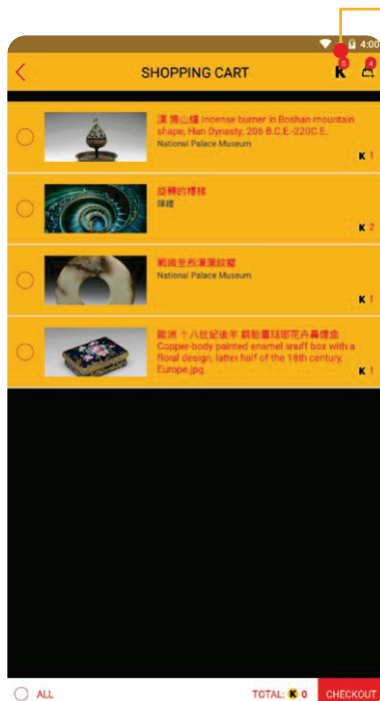 4:00
SHOPPING CART
K 0
4
漢 博山爐 Incense burner in Boshan mountain
shape, Han Dynasty, 206 B.C.E.-220C.E.
National Palace Museum
K 1
旋轉的樓梯
K 2
戰國至西漢 蒲紋璧
National Palace Museum
K 1
歐洲 十八世紀後半 銅胎畫琺瑯花卉鼻煙盒
Copper-body painted enamel snuff box with a
floral design, latter half of the 18th century,
Europe.jpg
K 1
ALL
TOTAL: K 0
CHECKOUT